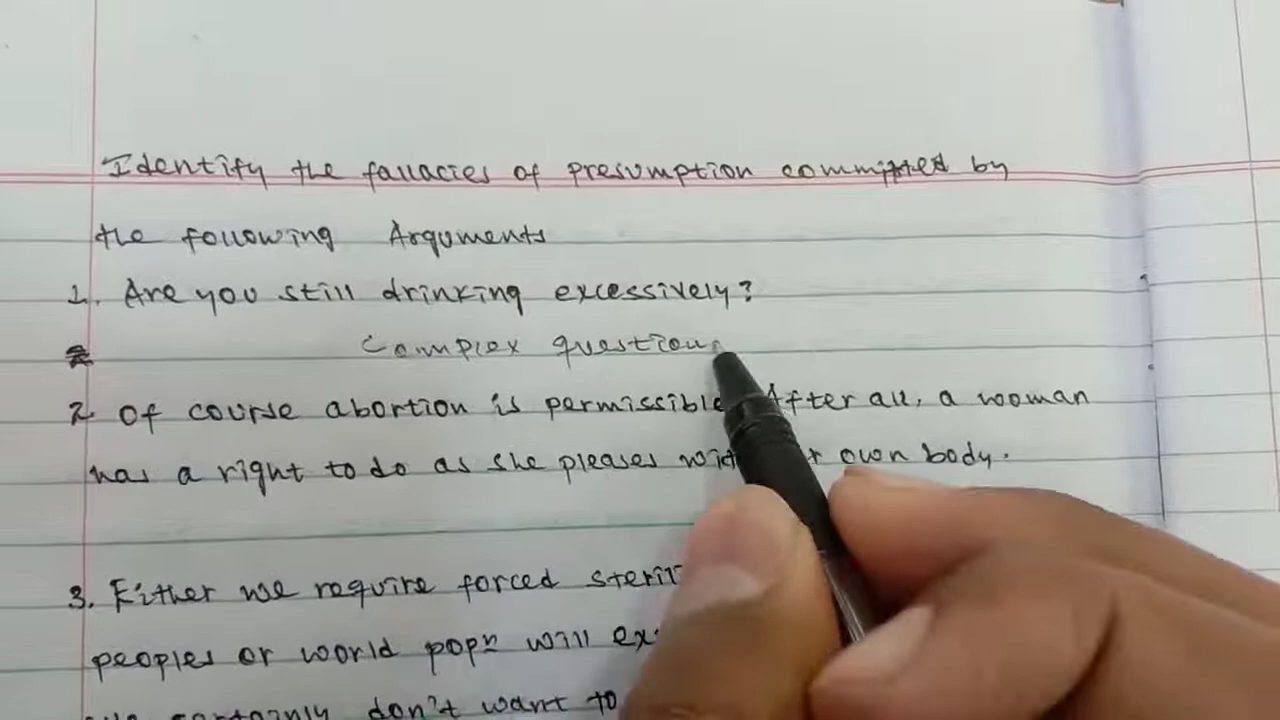 Identify the fallacies of presumption committed by
the following Arguments
1. Are you still drinking excessively?
Complex question
2. Of course abortion is permissible After all, a woman
has a right to do as she pleases own body.
3. Either we require forced
peoples or world popn will
certainly don't want to